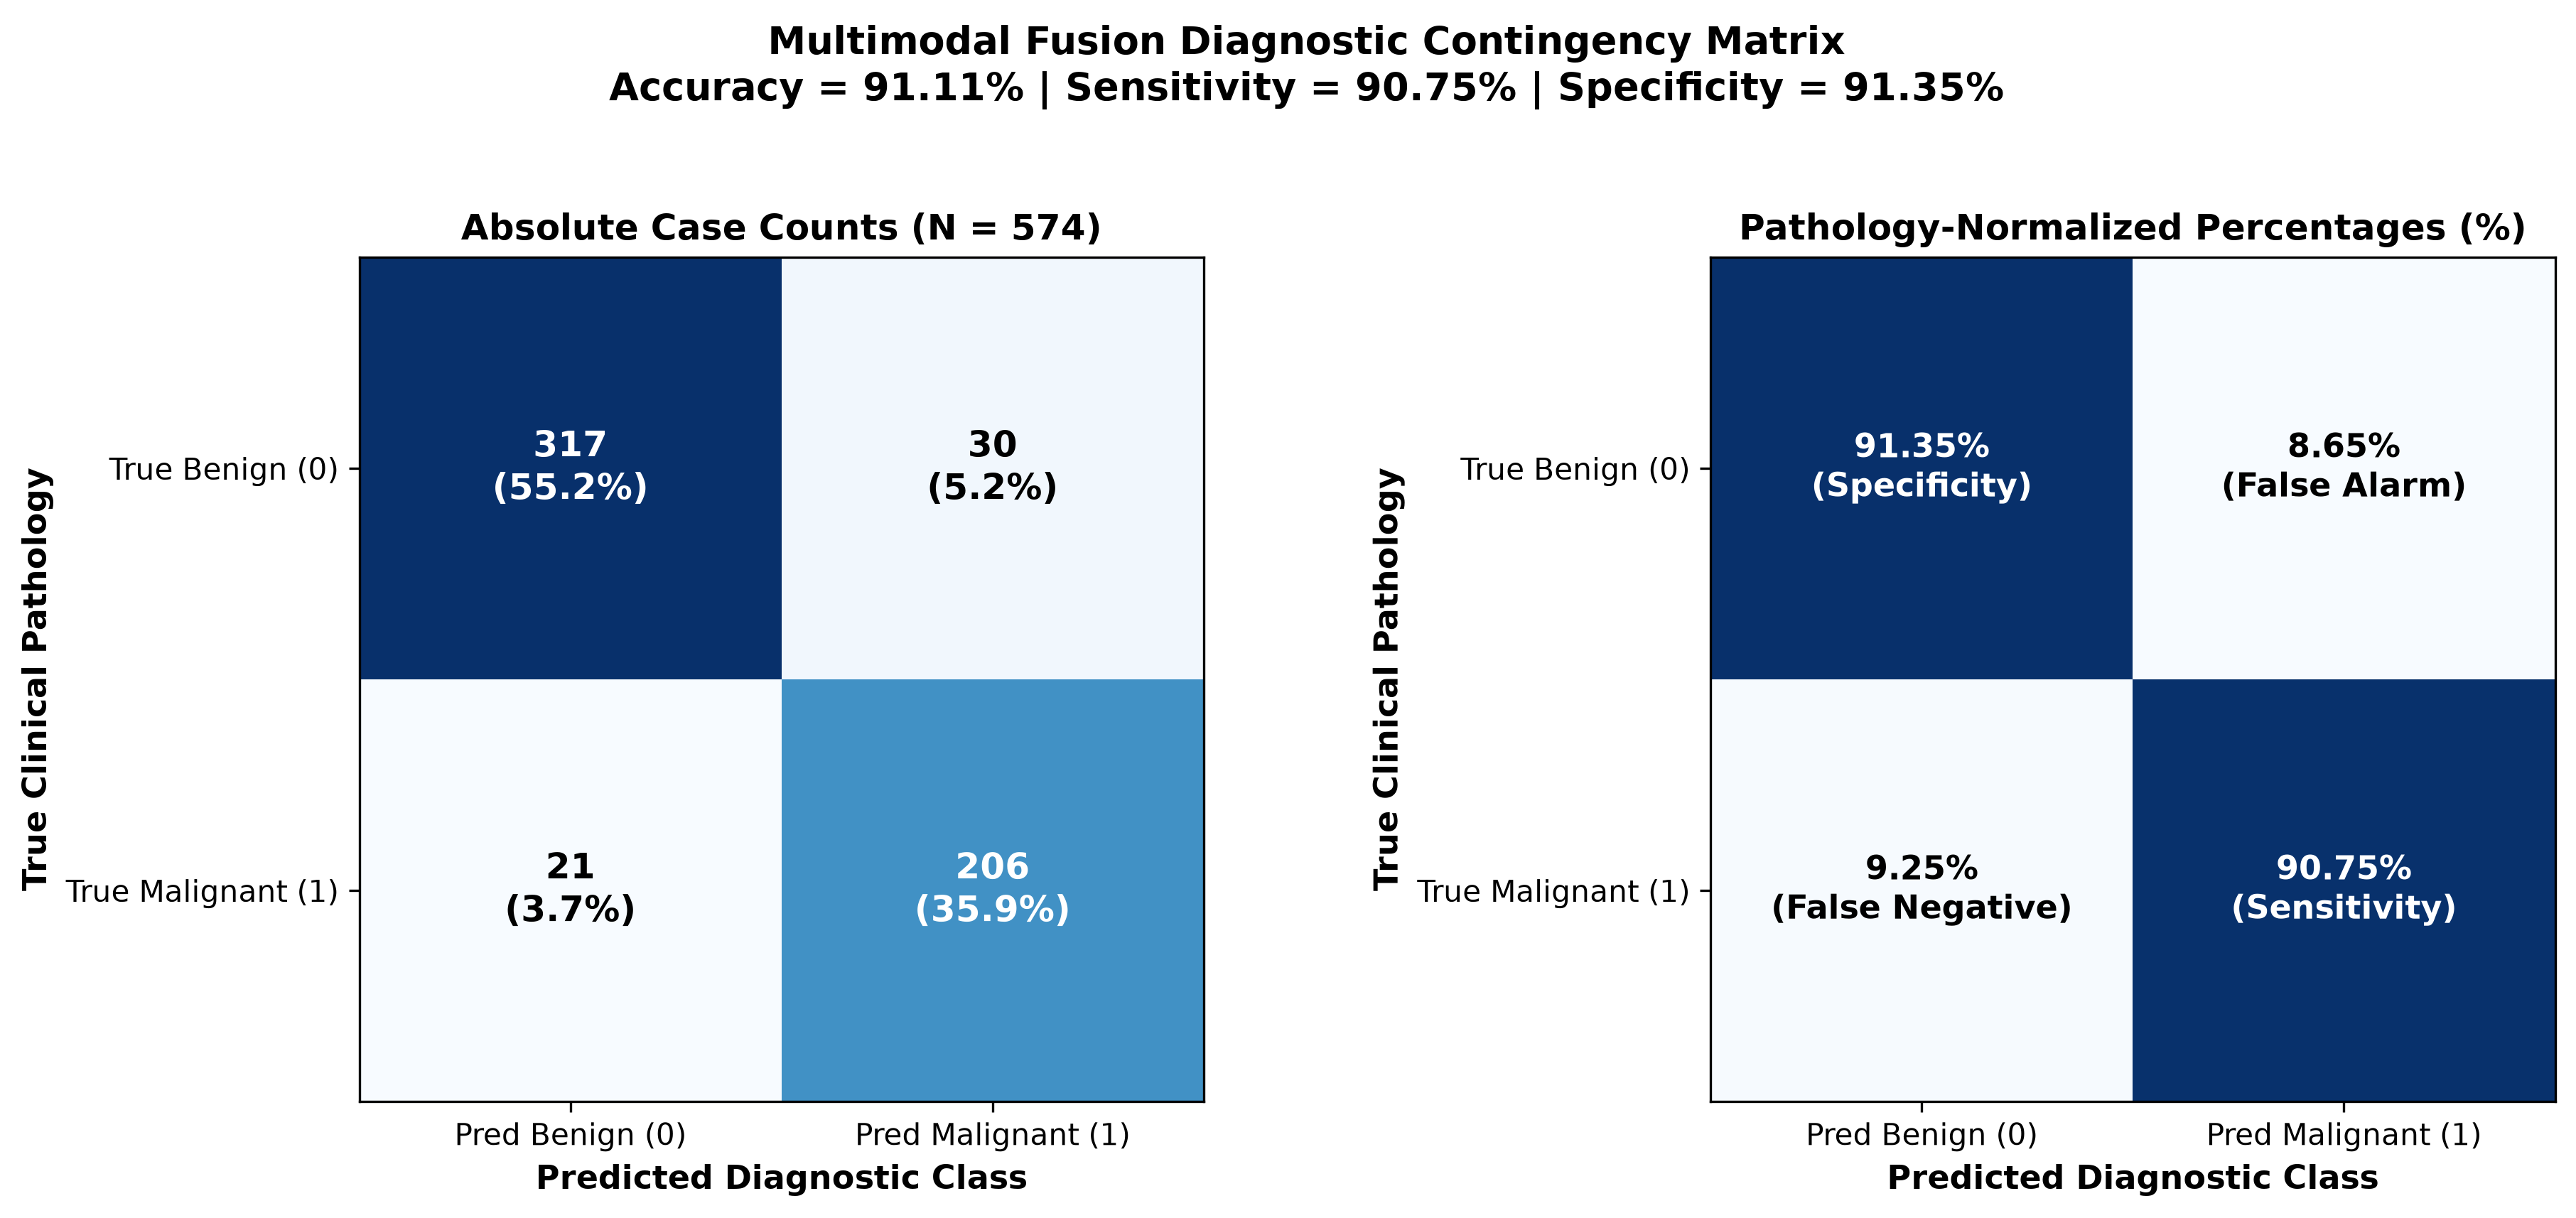 Multimodal Fusion Diagnostic Contingency Matrix
Accuracy = 91.11% | Sensitivity = 90.75% | Specificity = 91.35%
Absolute Case Counts (N = 574)
True Clinical Pathology
True Benign (0)
True Malignant (1)
317
(55.2%)
30
(5.2%)
21
(3.7%)
206
(35.9%)
Pred Benign (0)
Pred Malignant (1)
Predicted Diagnostic Class
Pathology-Normalized Percentages (%)
True Clinical Pathology
True Benign (0)
True Malignant (1)
91.35%
(Specificity)
8.65%
(False Alarm)
9.25%
(False Negative)
90.75%
(Sensitivity)
Pred Benign (0)
Pred Malignant (1)
Predicted Diagnostic Class